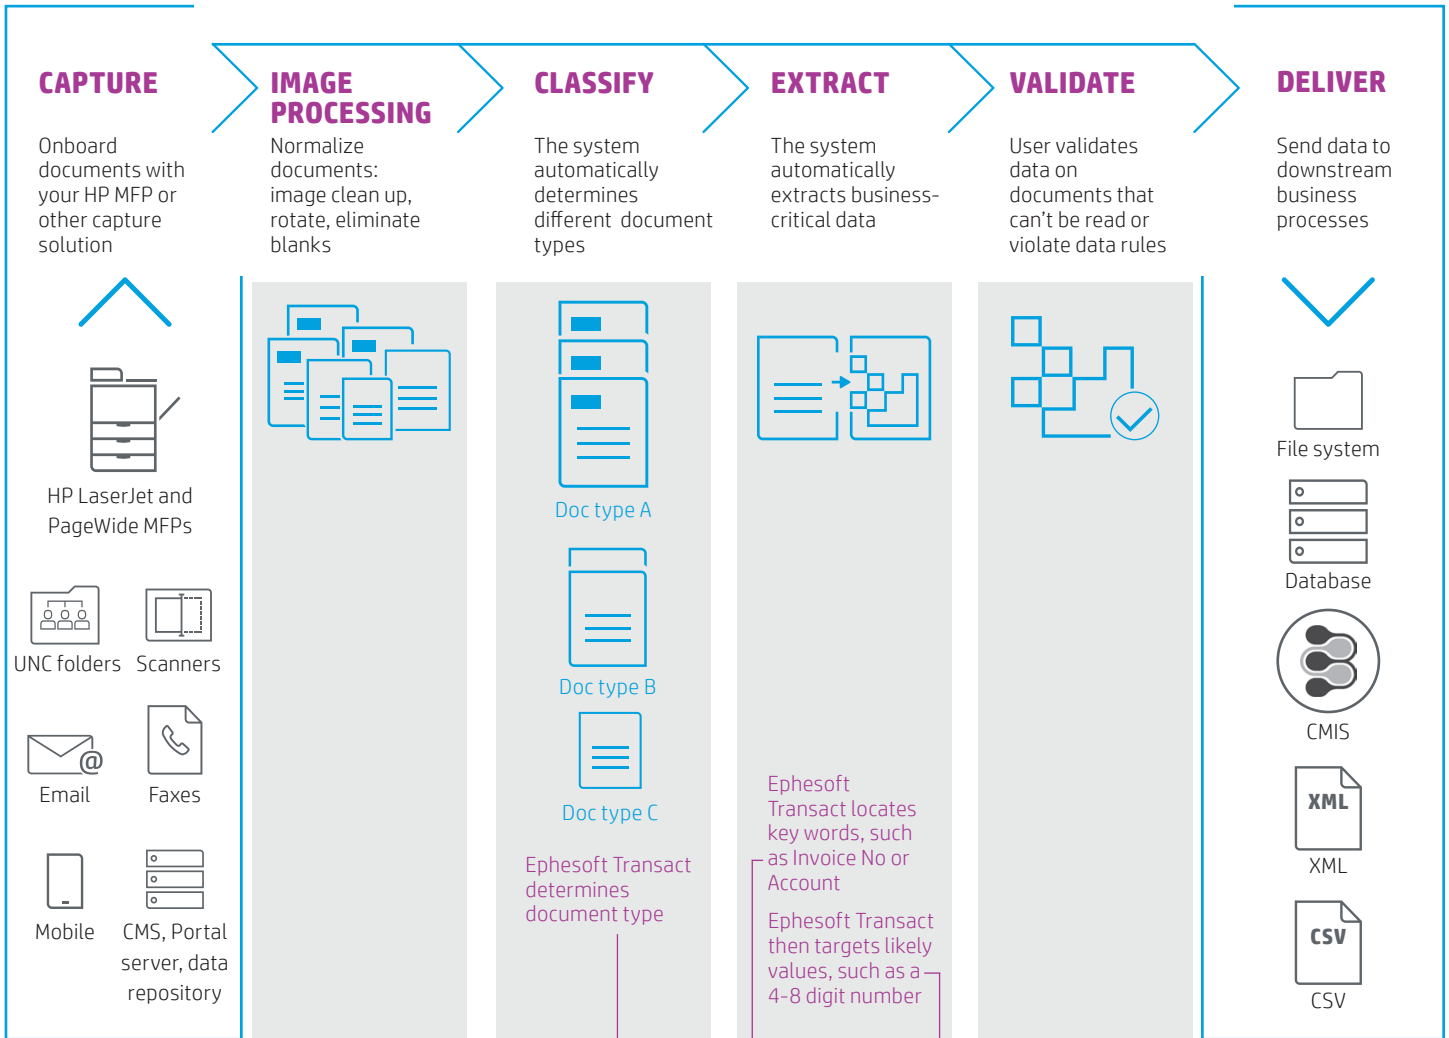 CAPTURE
Onboard
documents with
your HP MFP or
other capture
solution
HP LaserJet and
PageWide MFPs
UNC folders
Scanners
@
Email
Faxes
Mobile
CMS, Portal
server, data
repository
IMAGE
PROCESSING
Normalize
documents:
image clean up,
rotate, eliminate
blanks
CLASSIFY
The system
automatically
determines
different document
types
Doc type A
Doc type B
Doc type C
Ephesoft Transact
determines
document type
EXTRACT
The system
automatically
extracts business-
critical data
Ephesoft
Transact locates
key words, such
as Invoice No or
Account
Ephesoft Transact
then targets likely
values, such as a
4-8 digit number
VALIDATE
User validates
data on
documents that
can't be read or
violate data rules
DELIVER
Send data to
downstream
business
processes
File system
Database
CMIS
XML
XML
CSV
CSV